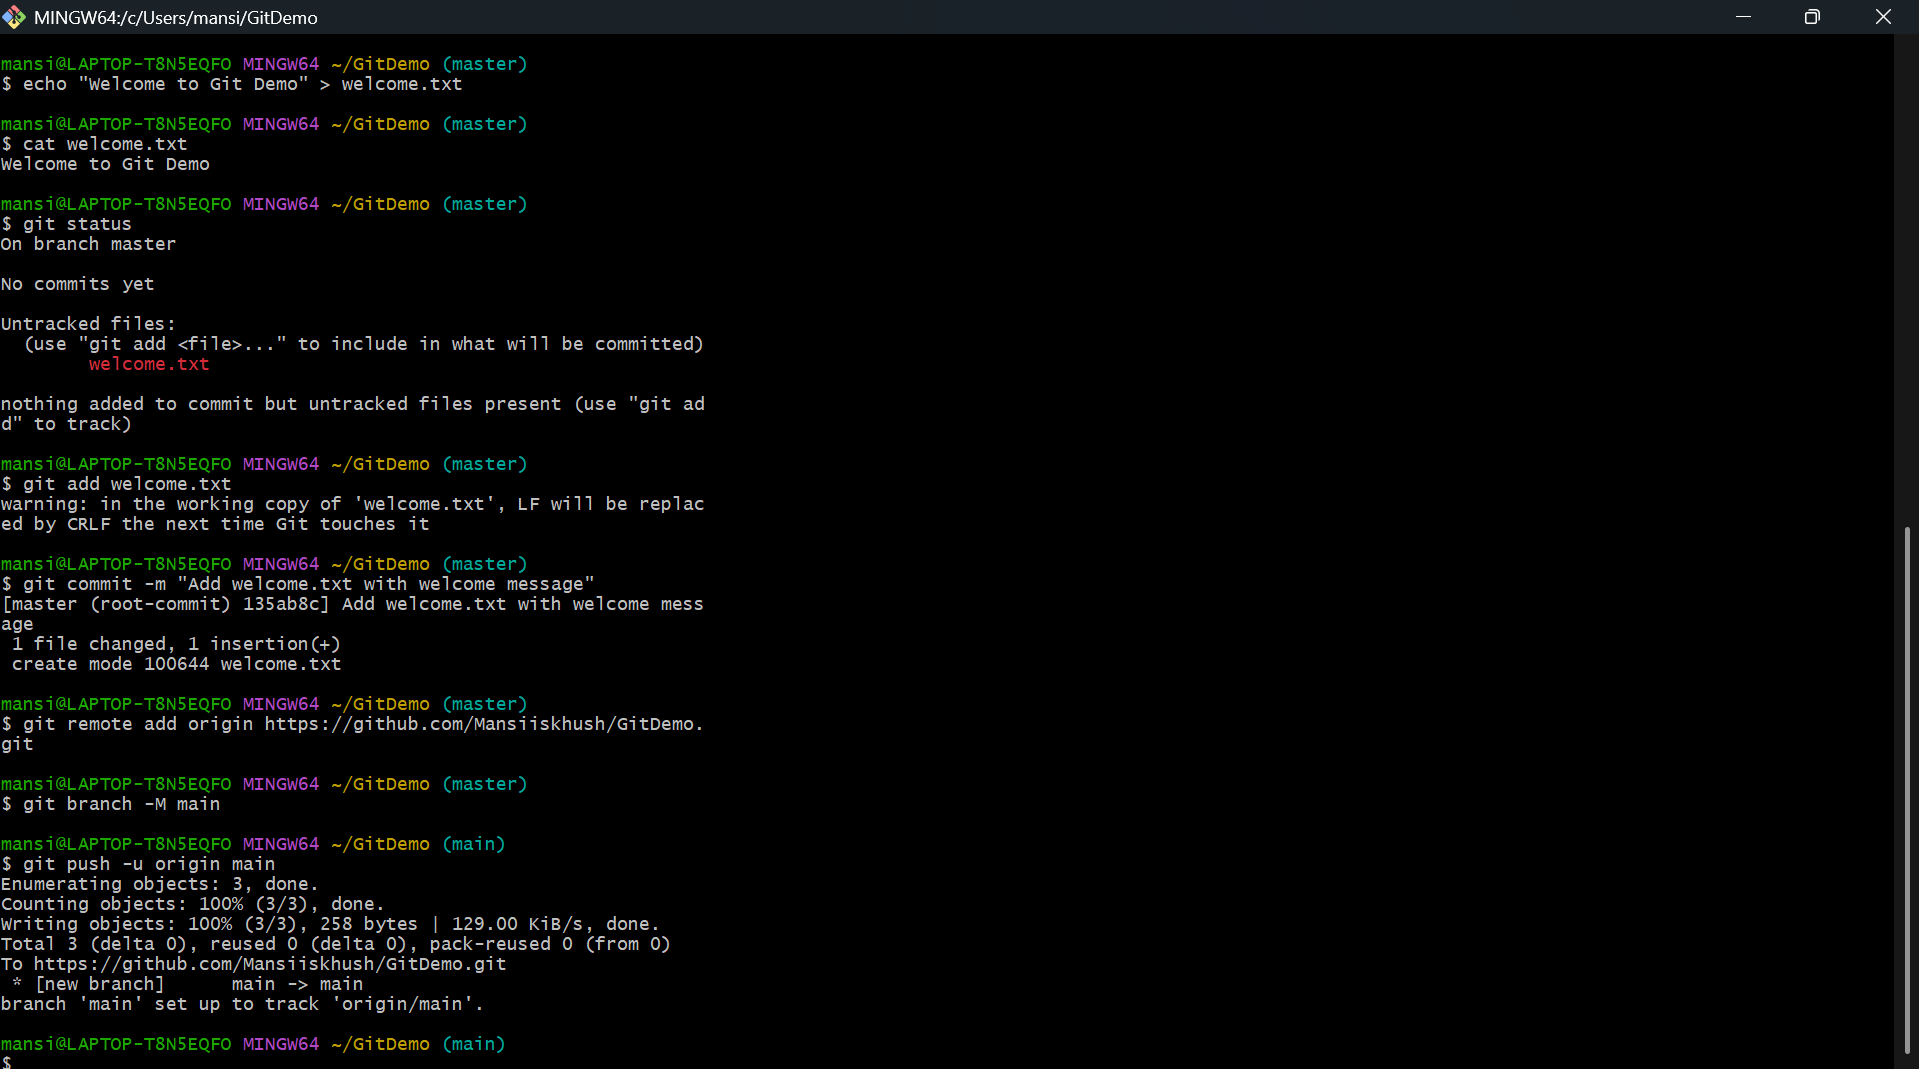 MINGW64:/c/Users/mansi/GitDemo
mansi@LAPTOP-T8N5EQFO MINGW64 ~/GitDemo (master)
$ echo "Welcome to Git Demo" > welcome.txt
mansi@LAPTOP-T8N5EQFO MINGW64 ~/GitDemo (master)
$ cat welcome.txt
Welcome to Git Demo
mansi@LAPTOP-T8N5EQFO MINGW64 ~/GitDemo (master)
$ git status
On branch master
No commits yet
Untracked files:
  (use "git add <file>..." to include in what will be committed)
        welcome.txt
nothing added to commit but untracked files present (use "git ad
d" to track)
mansi@LAPTOP-T8N5EQFO MINGW64 ~/GitDemo (master)
$ git add welcome.txt
warning: in the working copy of 'welcome.txt', LF will be replac
ed by CRLF the next time Git touches it
mansi@LAPTOP-T8N5EQFO MINGW64 ~/GitDemo (master)
$ git commit -m "Add welcome.txt with welcome message"
[master (root-commit) 135ab8c] Add welcome.txt with welcome mess
age
 1 file changed, 1 insertion(+)
 create mode 100644 welcome.txt
mansi@LAPTOP-T8N5EQFO MINGW64 ~/GitDemo (master)
$ git remote add origin https://github.com/Mansiiskhush/GitDemo.
git
mansi@LAPTOP-T8N5EQFO MINGW64 ~/GitDemo (master)
$ git branch -M main
mansi@LAPTOP-T8N5EQFO MINGW64 ~/GitDemo (main)
$ git push -u origin main
Enumerating objects: 3, done.
Counting objects: 100% (3/3), done.
Writing objects: 100% (3/3), 258 bytes | 129.00 KiB/s, done.
Total 3 (delta 0), reused 0 (delta 0), pack-reused 0 (from 0)
To https://github.com/Mansiiskhush/GitDemo.git
 * [new branch]      main -> main
branch 'main' set up to track 'origin/main'.
mansi@LAPTOP-T8N5EQFO MINGW64 ~/GitDemo (main)
$